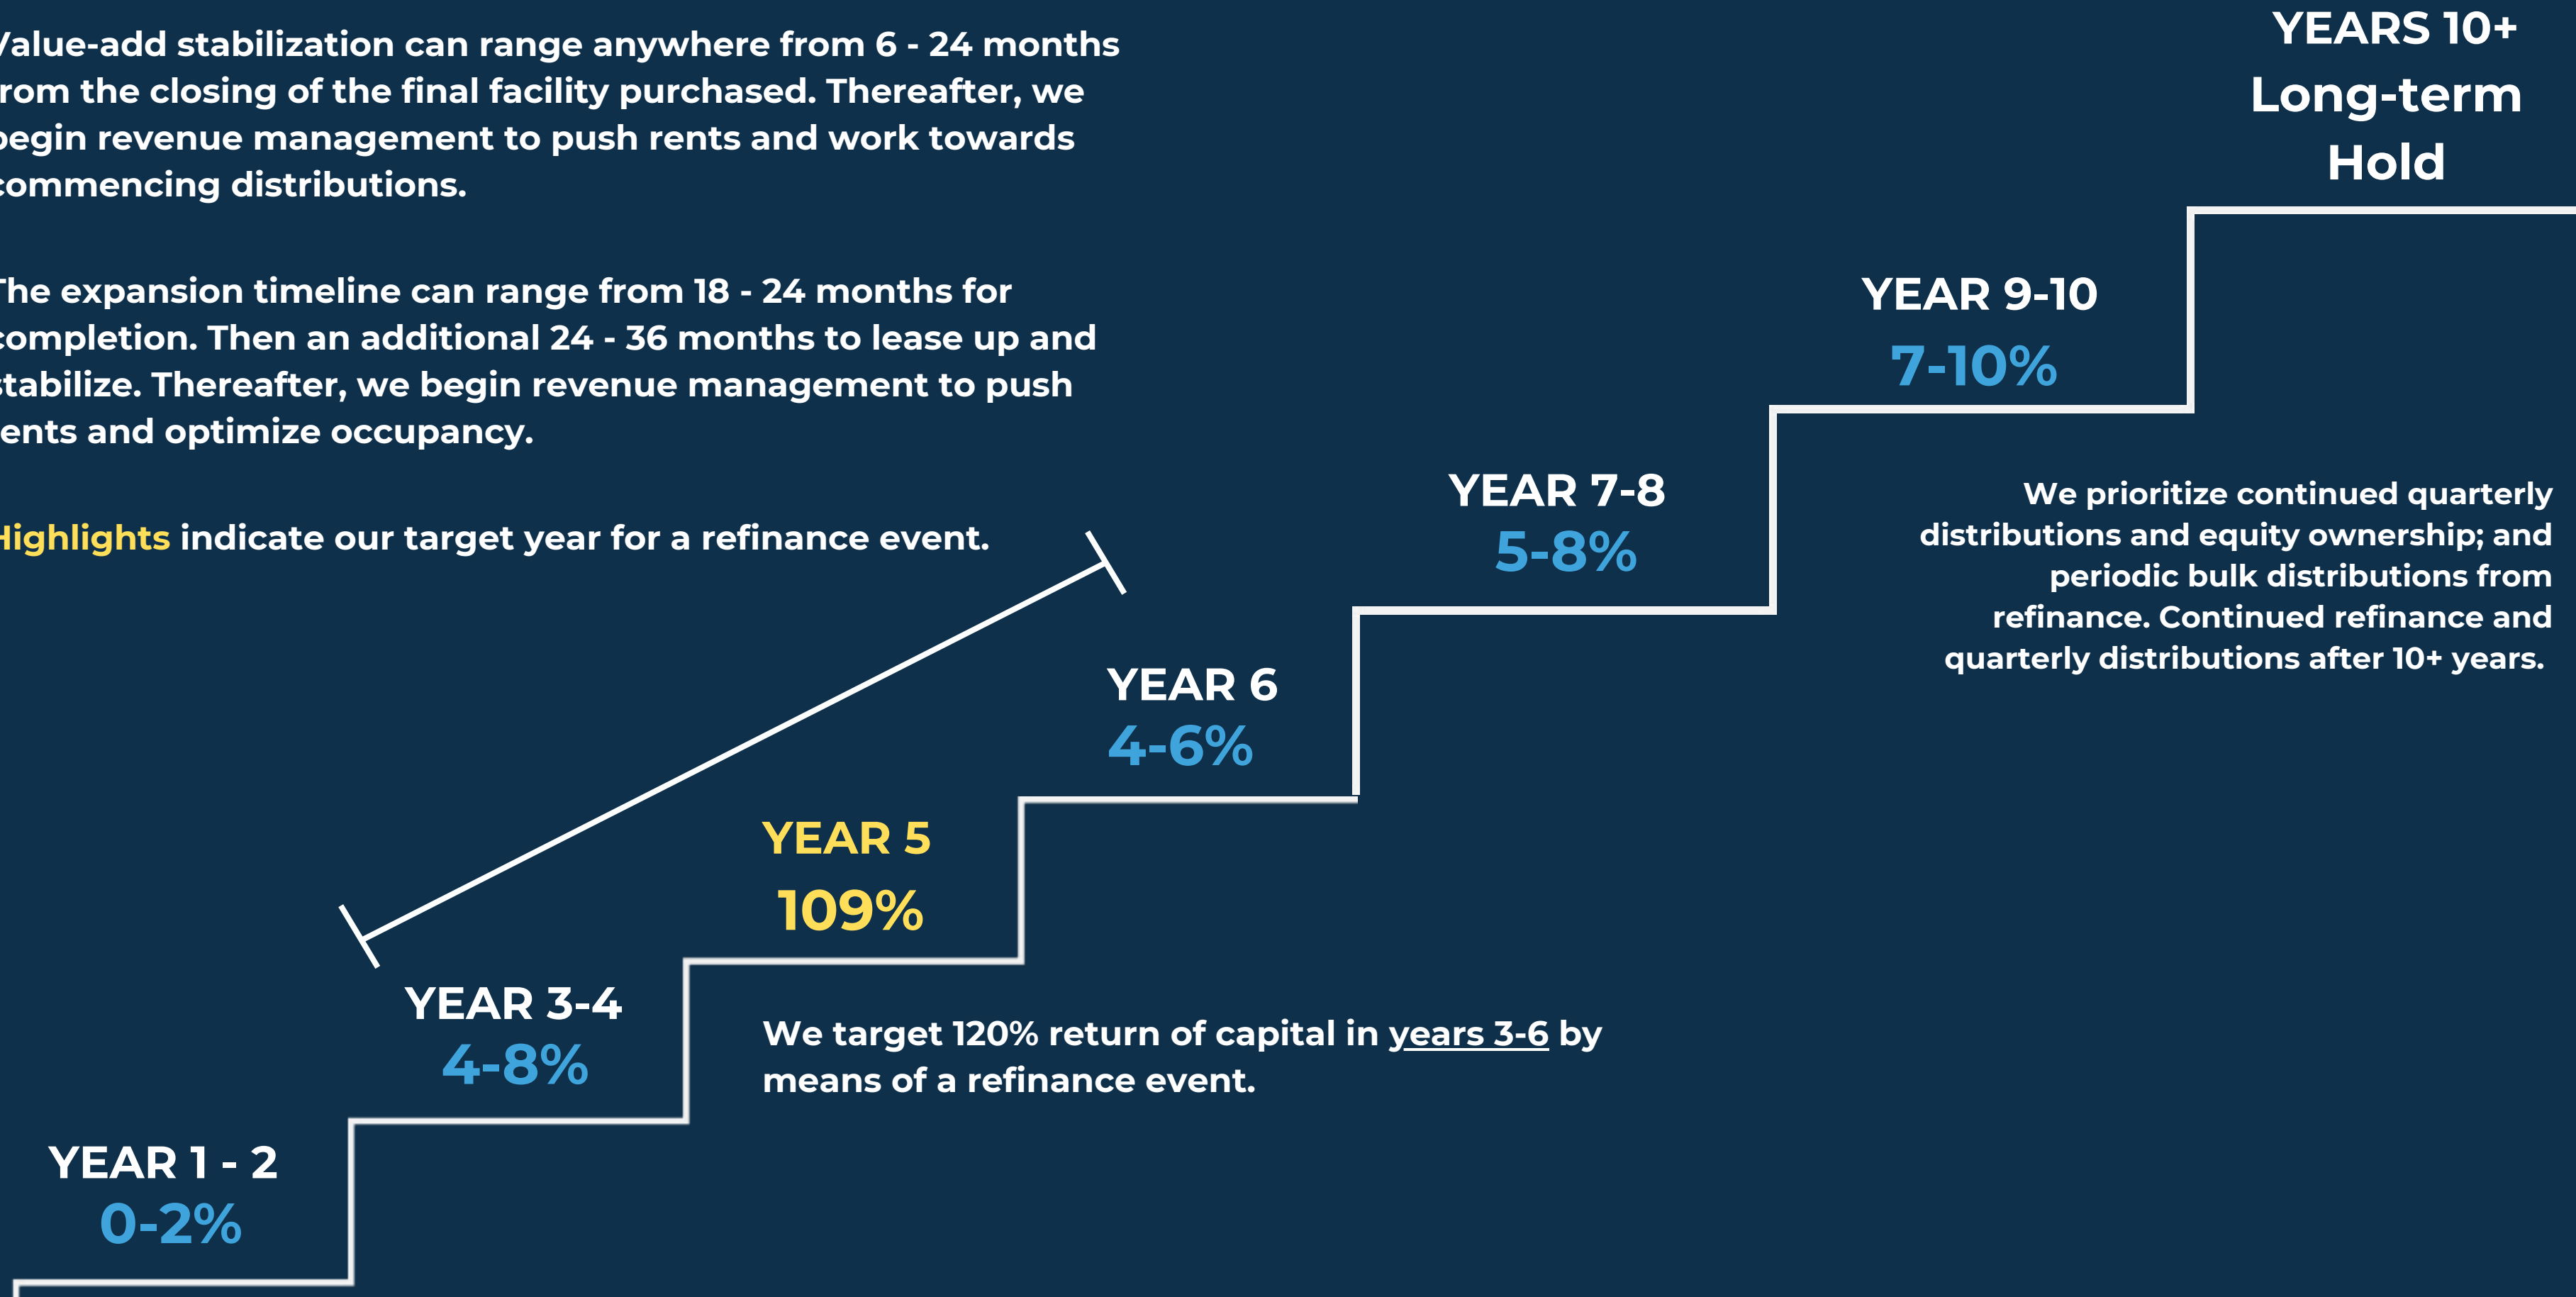 Value-add stabilization can range anywhere from 6 - 24 months
from the closing of the final facility purchased. Thereafter, we
begin revenue management to push rents and work towards
commencing distributions.
The expansion timeline can range from 18 - 24 months for
completion. Then an additional 24 - 36 months to lease up and
stabilize. Thereafter, we begin revenue management to push
rents and optimize occupancy.
Highlights indicate our target year for a refinance event.
YEARS 10+
Long-term
Hold
YEAR 9-10
7-10%
We prioritize continued quarterly
distributions and equity ownership; and
periodic bulk distributions from
refinance. Continued refinance and
quarterly distributions after 10+ years.
YEAR 7-8
5-8%
YEAR 6
4-6%
YEAR 5
109%
We target 120% return of capital in years 3-6 by
means of a refinance event.
YEAR 3-4
4-8%
YEAR 1 - 2
0-2%